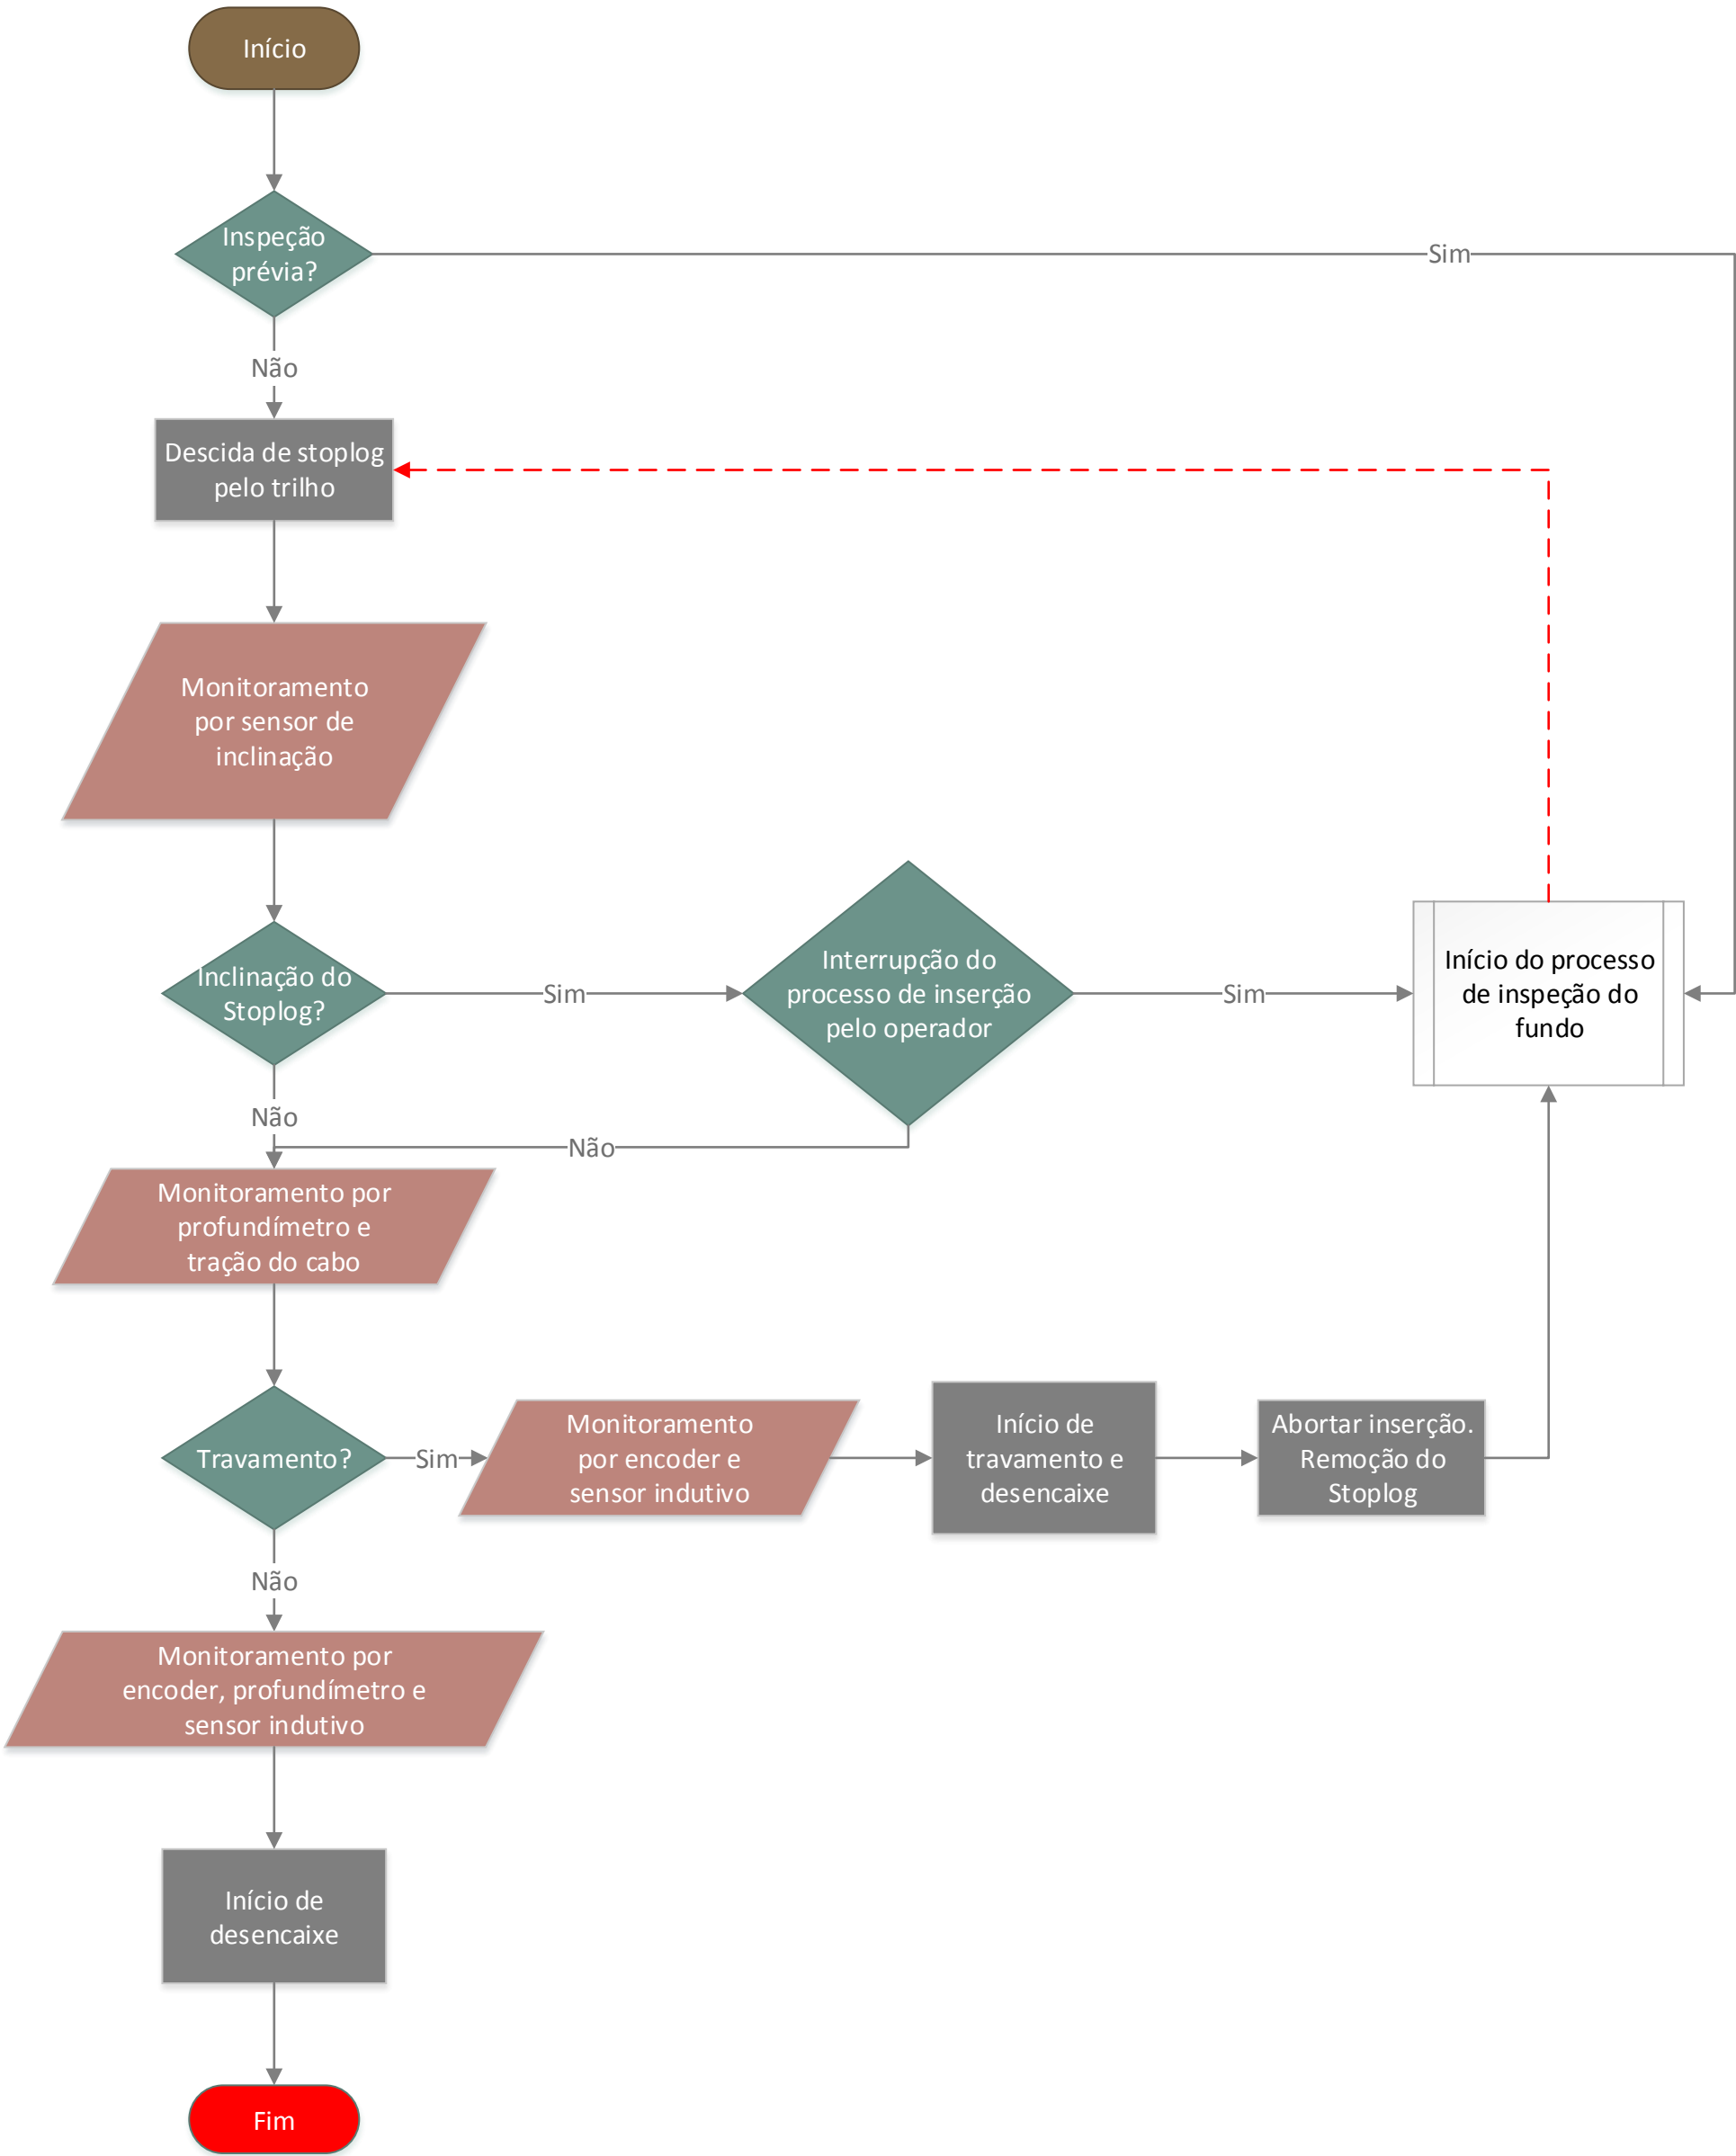 Início
Inspeção
prévia?
Sim
Não
Descida de stoplog
pelo trilho
Monitoramento
por sensor de
inclinação
Inclinação do
Stoplog?
Sim
Interrupção do
processo de inserção
pelo operador
Sim
Início do processo
de inspeção do
fundo
Não
Não
Monitoramento por
profundímetro e
tração do cabo
Travamento?
Sim
Monitoramento
por encoder e
sensor indutivo
Início de
travamento e
desencaixe
Abortar inserção.
Remoção do
Stoplog
Não
Monitoramento por
encoder, profundímetro e
sensor indutivo
Início de
desencaixe
Fim